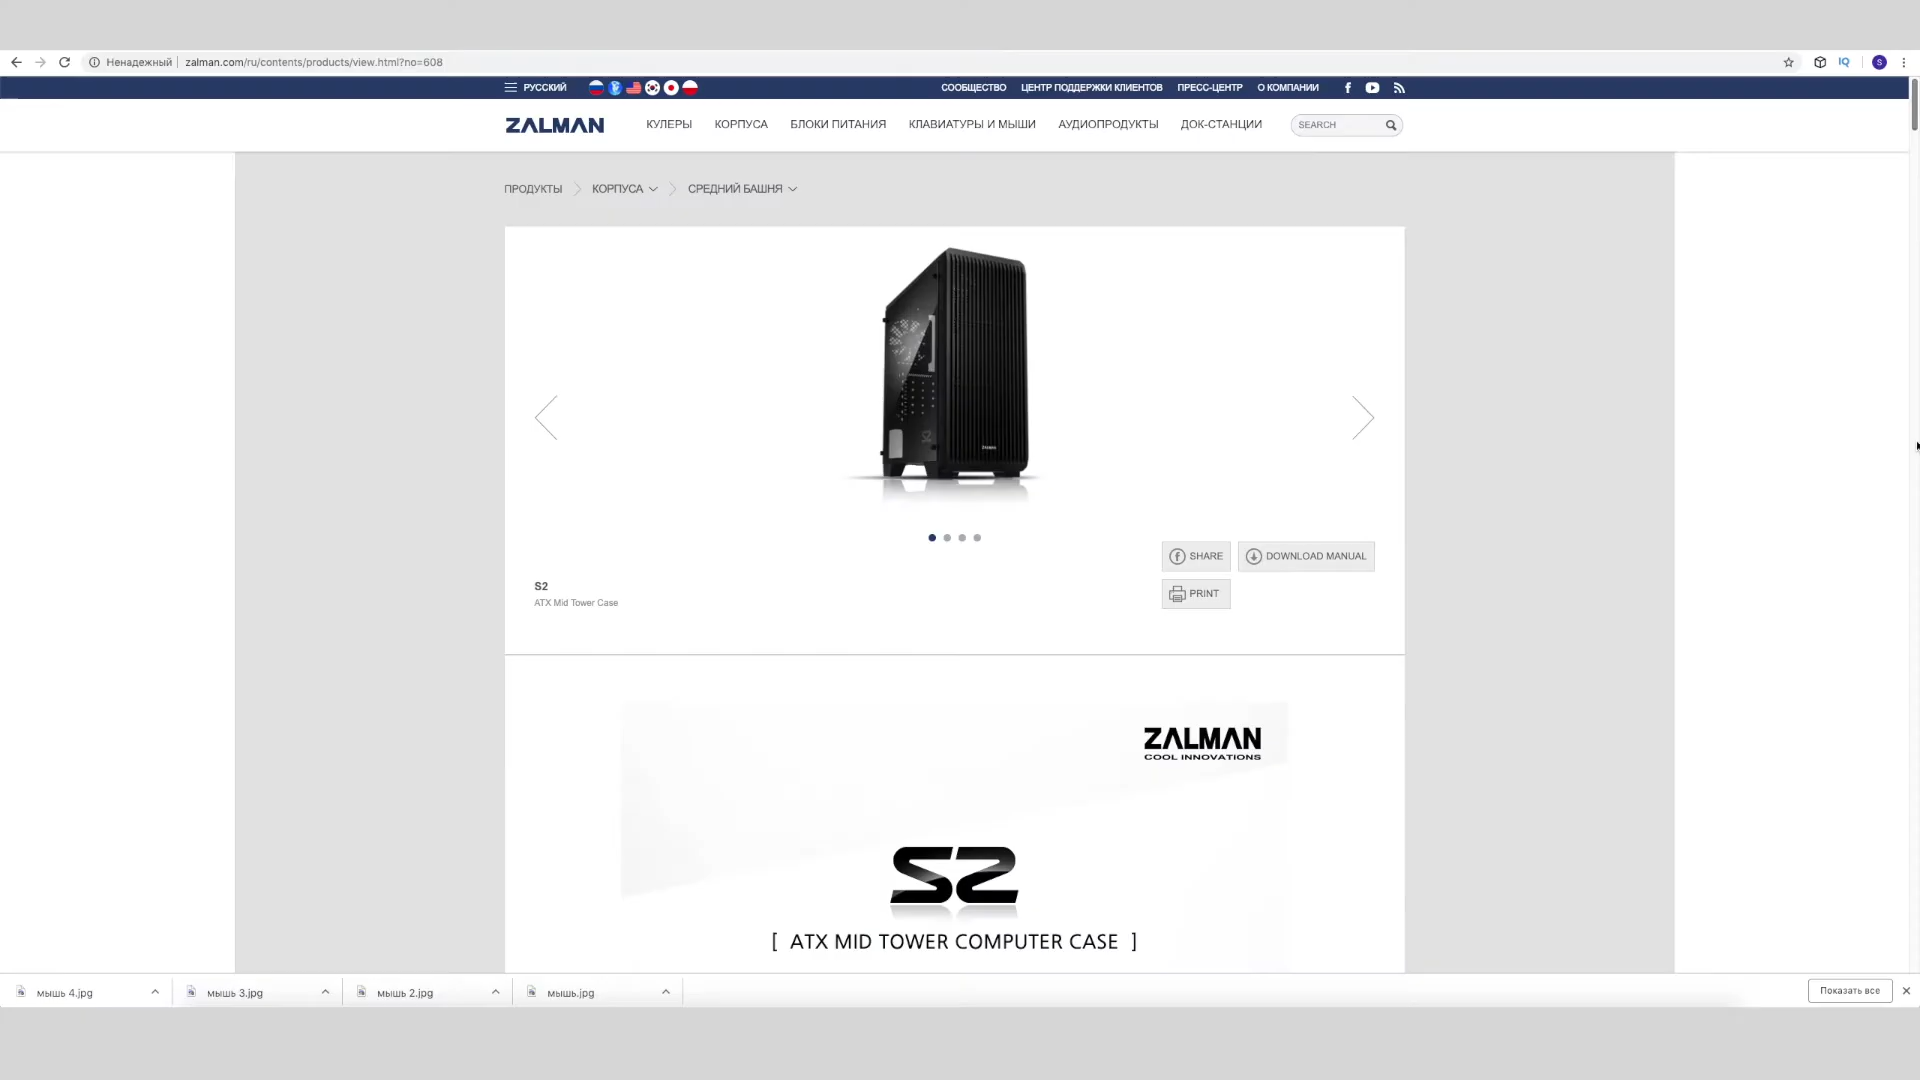 Ненадежный zalman.com/ru/contents/products/view.html?no=608
IQ S
РУССКИЙ СООБЩЕСТВО ЦЕНТР ПОДДЕРЖКИ КЛИЕНТОВ ПРЕСС-ЦЕНТР О КОМПАНИИ
ZALMAN КУЛЕРЫ КОРПУСА БЛОКИ ПИТАНИЯ КЛАВИАТУРЫ И МЫШИ АУДИОПРОДУКТЫ ДОК-СТАНЦИИ SEARCH
ПРОДУКТЫ КОРПУСА СРЕДНИЙ БАШНЯ
ZALMAN
SHARE DOWNLOAD MANUAL
S2
PRINT
ATX Mid Tower Case
ZALMAN
COOL INNOVATIONS
S2
[ ATX MID TOWER COMPUTER CASE ]
мышь 4.jpg мышь 3.jpg мышь 2.jpg мышь.jpg Показать все